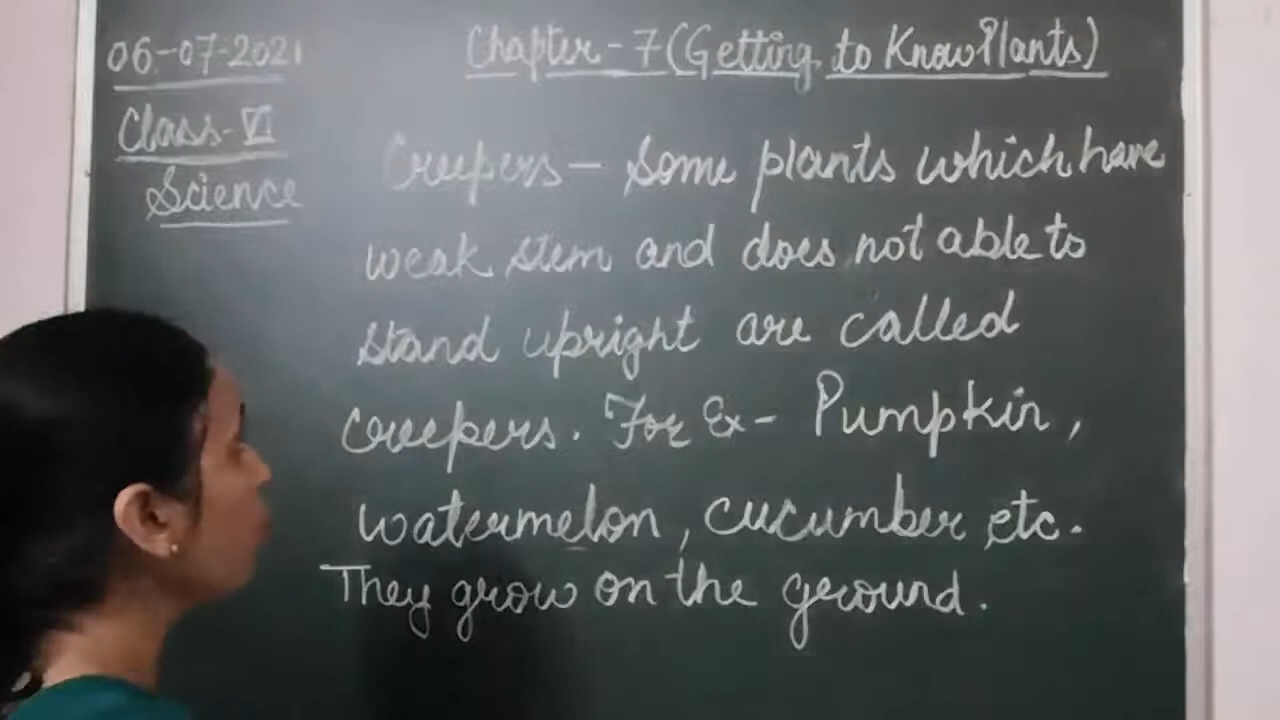 06-07-2021
Class-VI
Science
Chapter-7(Getting to Know Plants)
Creepers – Some plants which have
weak stem and does not able to
stand upright are called
creepers. For Ex- Pumpkin,
watermelon, cucumber etc.
They grow on the ground.